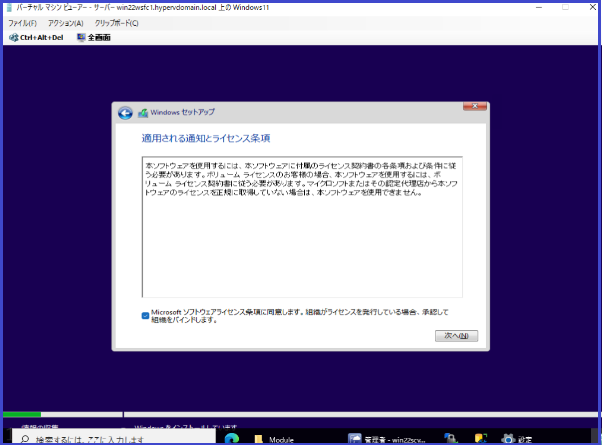 バーチャル マシン ビューアー - サーバー win22wsfc1.hypervdomain.local 上の Windows11
ファイル(F) アクション(A) クリップボード(C)
Ctrl+Alt+Del 全画面
Windows セットアップ
適用される通知とライセンス条項
本ソフトウェアを使用するには、本ソフトウェアに付属のライセンス契約書の各条項および条件に従
う必要があります。ボリューム ライセンスのお客様の場合、本ソフトウェアを使用するには、ボ
リューム ライセンス契約書に従う必要があります。マイクロソフトまたはその認定代理店から本ソフ
トウェアのライセンスを正規に取得していない場合は、本ソフトウェアを使用できません。
Microsoft ソフトウェアライセンス条項に同意します。組織がライセンスを発行している場合、承認して
組織をバインドします。
次へ(N)
情報の収集 Windows をインストールしています
検索するには、ここに入力します Module 管理者 - win22scv... 設定